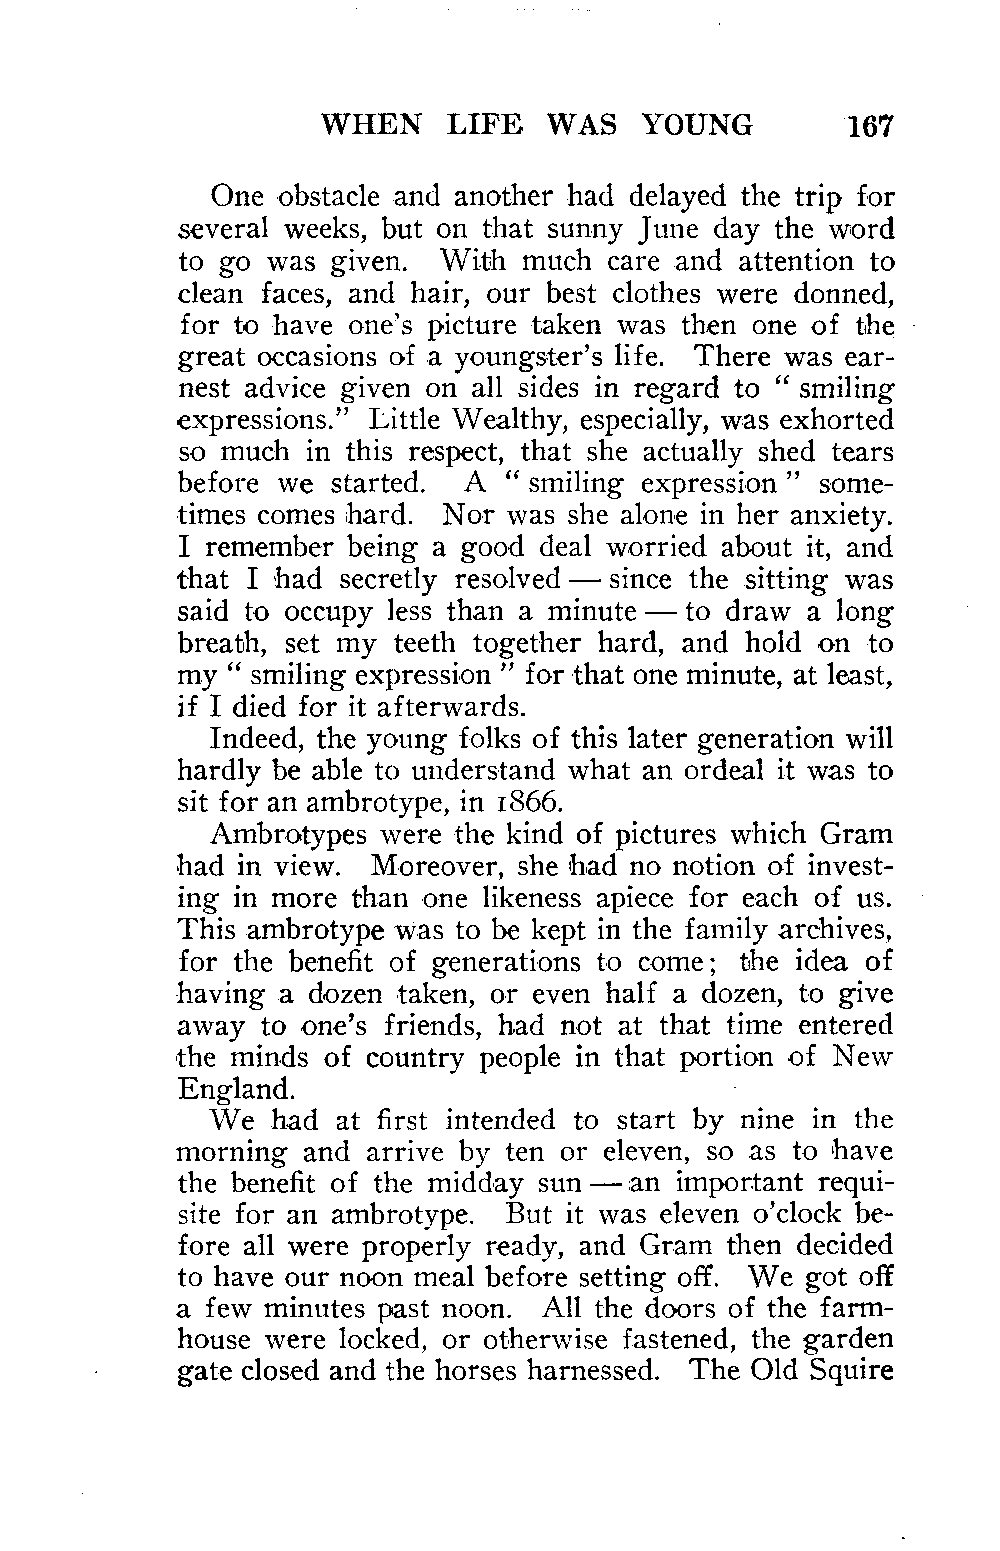 WHEN LIFE WAS YOUNG 167
One obstacle and another had delayed the trip for
several weeks, but on that sunny June day the word
to go was given. With much care and attention to
clean faces, and hair, our best clothes were donned,
for to have one's picture taken was then one of the
great occasions of a youngster's life. There was ear-
nest advice given on all sides in regard to “ smiling
expressions.” Little Wealthy, especially, was exhorted
so much in this respect, that she actually shed tears
before we started. A “ smiling expression ” some-
times comes hard. Nor was she alone in her anxiety.
I remember being a good deal worried about it, and
that I had secretly resolved — since the sitting was
said to occupy less than a minute — to draw a long
breath, set my teeth together hard, and hold on to
my “ smiling expression ” for that one minute, at least,
if I died for it afterwards.
Indeed, the young folks of this later generation will
hardly be able to understand what an ordeal it was to
sit for an ambrotype, in 1866.
Ambrotypes were the kind of pictures which Gram
had in view. Moreover, she had no notion of invest-
ing in more than one likeness apiece for each of us.
This ambrotype was to be kept in the family archives,
for the benefit of generations to come; the idea of
having a dozen taken, or even half a dozen, to give
away to one's friends, had not at that time entered
the minds of country people in that portion of New
England.
We had at first intended to start by nine in the
morning and arrive by ten or eleven, so as to have
the benefit of the midday sun — an important requi-
site for an ambrotype. But it was eleven o'clock be-
fore all were properly ready, and Gram then decided
to have our noon meal before setting off. We got off
a few minutes past noon. All the doors of the farm-
house were locked, or otherwise fastened, the garden
gate closed and the horses harnessed. The Old Squire